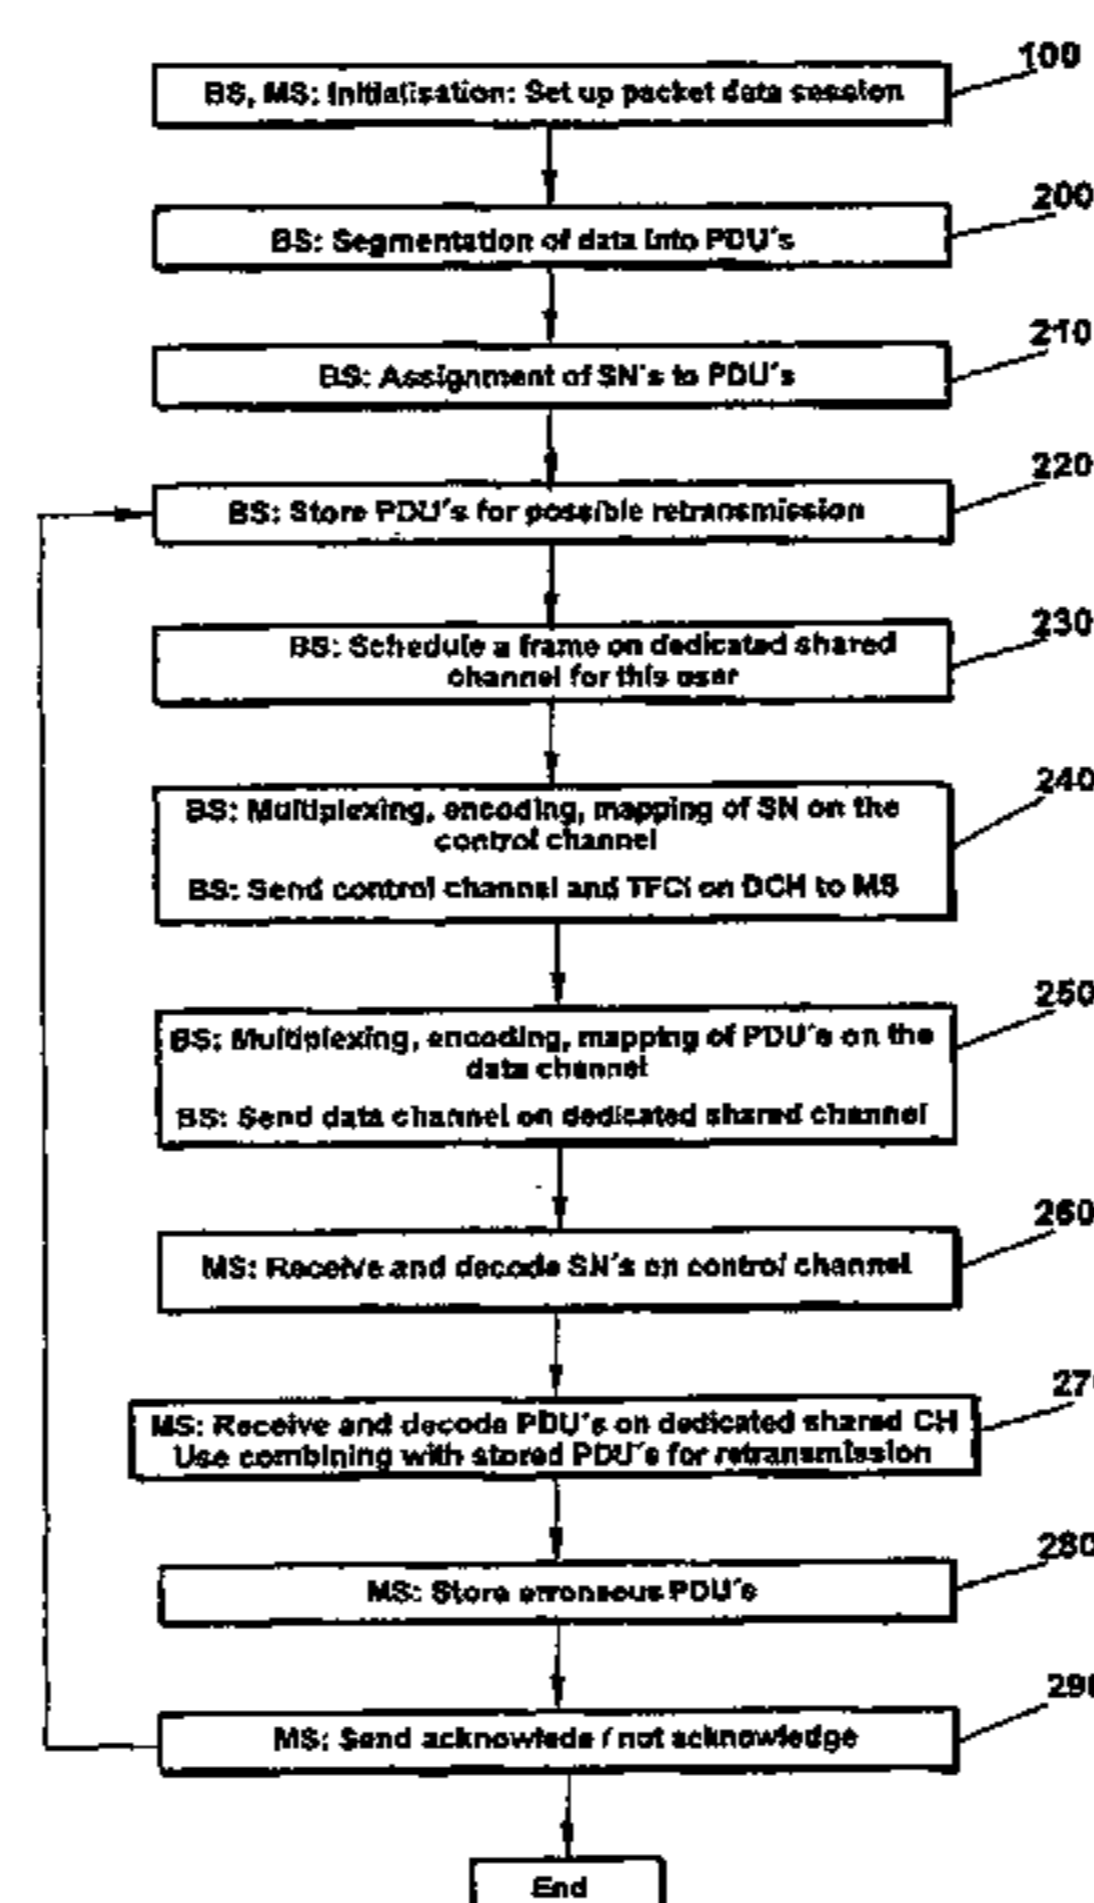 100
BS, MS: Initialisation: Set up packet data session
200
BS: Segmentation of data into PDU's
210
BS: Assignment of SN's to PDU's
220
BS: Store PDU's for possible retransmission
230
BS: Schedule a frame on dedicated shared
channel for this user
240
BS: Multiplexing, encoding, mapping of SN on the
control channel
BS: Send control channel and TFCI on DCH to MS
250
BS: Multiplexing, encoding, mapping of PDU's on the
data channel
BS: Send data channel on dedicated shared channel
260
MS: Receive and decode SN's on control channel
270
MS: Receive and decode PDU's on dedicated shared CH
Use combining with stored PDU's for retransmission
280
MS: Store erroneous PDU's
290
MS: Send acknowlede / not acknowledge
End